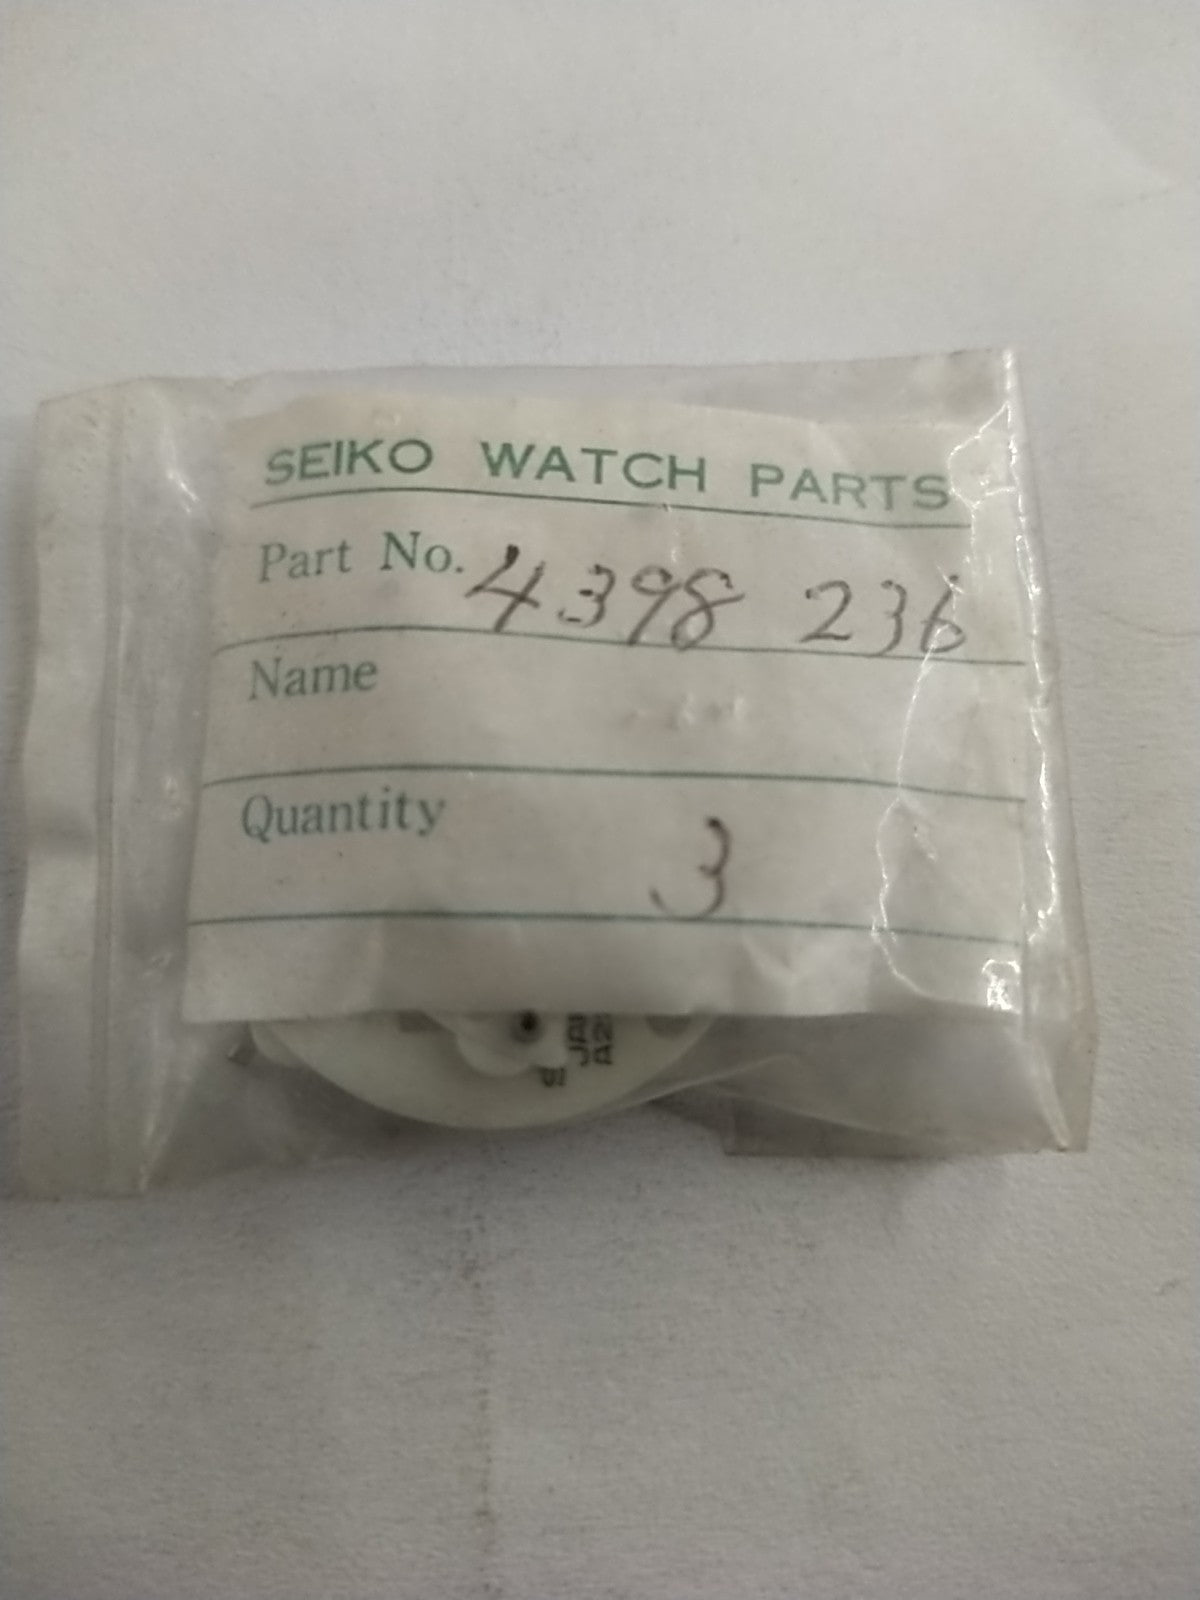 SEIKO WATCH PARTS
Part No. 4398 236
Name
Quantity 3